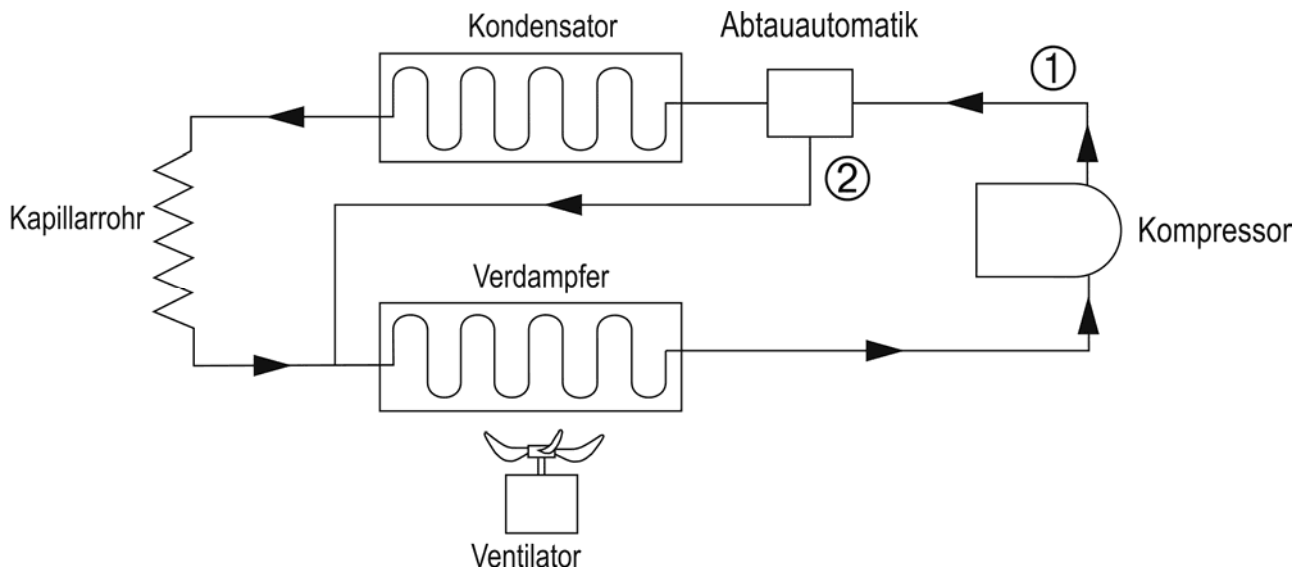 Kondensator
Abtauautomatik
①
②
Kapillarrohr
Kompressor
Verdampfer
Ventilator